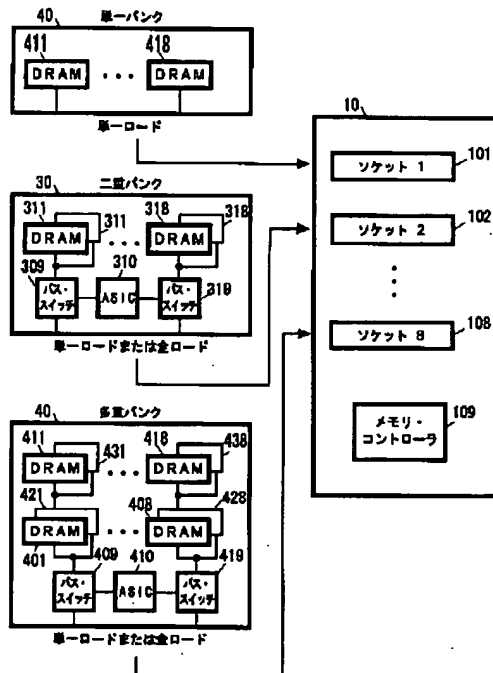 単一バンク
40
411
418
DRAM
・・・
DRAM
単一ロード
二重バンク
30
311
318
311
318
DRAM
・・・
DRAM
309
310
319
バス・スイッチ
ASIC
バス・スイッチ
単一ロードまたは全ロード
多重バンク
40
411
418
431
438
DRAM
・・・
DRAM
421
408
428
DRAM
・・・
DRAM
401
409
410
419
バス・スイッチ
ASIC
バス・スイッチ
単一ロードまたは全ロード
10
ソケット 1
101
ソケット 2
102
ソケット 8
108
メモリ・コントローラ
109